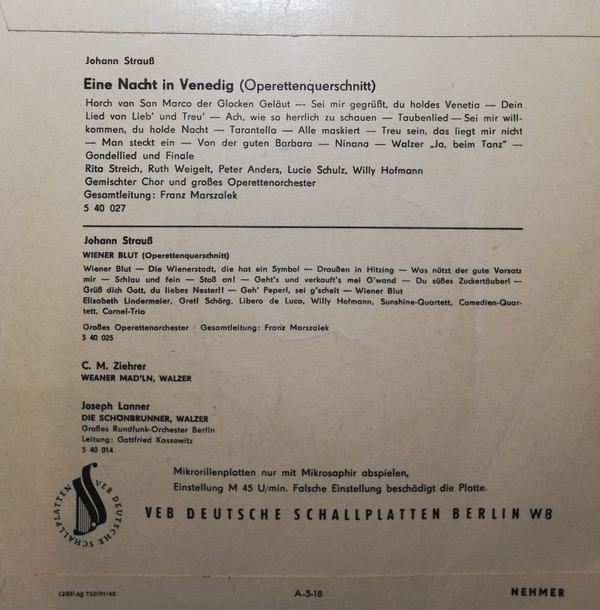 Johann Strauß
Eine Nacht in Venedig (Operettenquerschnitt)
Horch von San Marco der Glocken Geläut — Sei mir gegrüßt, du holdes Venetia — Dein
Lied von Lieb' und Treu' — Ach, wie so herrlich zu schauen — Taubenlied — Sei mir will-
kommen, du holde Nacht — Tarantella — Alle maskiert — Treu sein, das liegt mir nicht
— Man steckt ein — Von der guten Barbara — Ninana — Walzer „Ja, beim Tanz" —
Gondellied und Finale
Rita Streich, Ruth Weigelt, Peter Anders, Lucie Schulz, Willy Hofmann
Gemischter Chor und großes Operettenorchester
Gesamtleitung: Franz Marszalek
5 40 027
Johann Strauß
WIENER BLUT (Operettenquerschnitt)
Wiener Blut — Die Wienerstadt, die hat ein Symbol — Draußen in Hitzing — Was nützt der gute Vorsatz
mir — Schlau und fein — Stoß an! — Geht's und verkauft's mei G'wand — Du süßes Zuckertäuberl —
Grüß dich Gott, du liebes Nesterl! — Geh' Peperl, sei g'scheit — Wiener Blut
Elisabeth Lindermeier, Gretl Schörg, Libero de Luca, Willy Hofmann, Sunshine-Quartett, Comedien-Quar-
tett, Cornel-Trio
Großes Operettenorchester / Gesamtleitung: Franz Marszalek
5 40 025
C. M. Ziehrer
WEANER MAD'LN, WALZER
Joseph Lanner
DIE SCHÖNBRUNNER, WALZER
Großes Rundfunk-Orchester Berlin
Leitung: Gottfried Kassowitz
5 40 014
Mikrorillenplatten nur mit Mikrosaphir abspielen,
Einstellung M 45 U/min. Falsche Einstellung beschädigt die Platte.
VEB DEUTSCHE SCHALLPLATTEN
VEB DEUTSCHE SCHALLPLATTEN BERLIN W8
(285) Ag 752/01/62
A-5-18
NEHMER